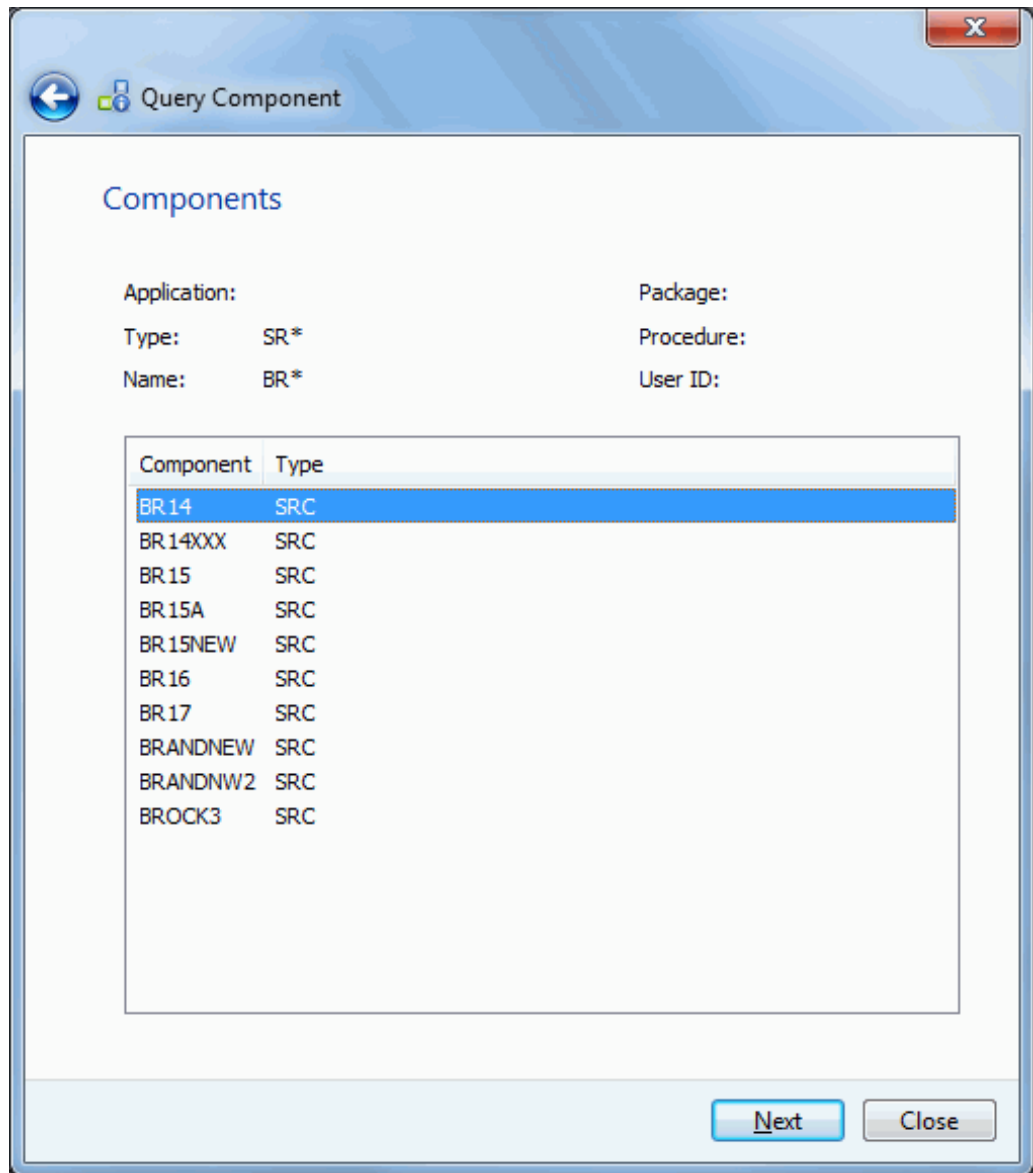 Query Component
Components
Application: Package:
Type: SR* Procedure:
Name: BR* User ID:
Component Type
BR14 SRC
BR14XXX SRC
BR15 SRC
BR15A SRC
BR15NEW SRC
BR16 SRC
BR17 SRC
BRANDNEW SRC
BRANDNW2 SRC
BROCK3 SRC
Next Close